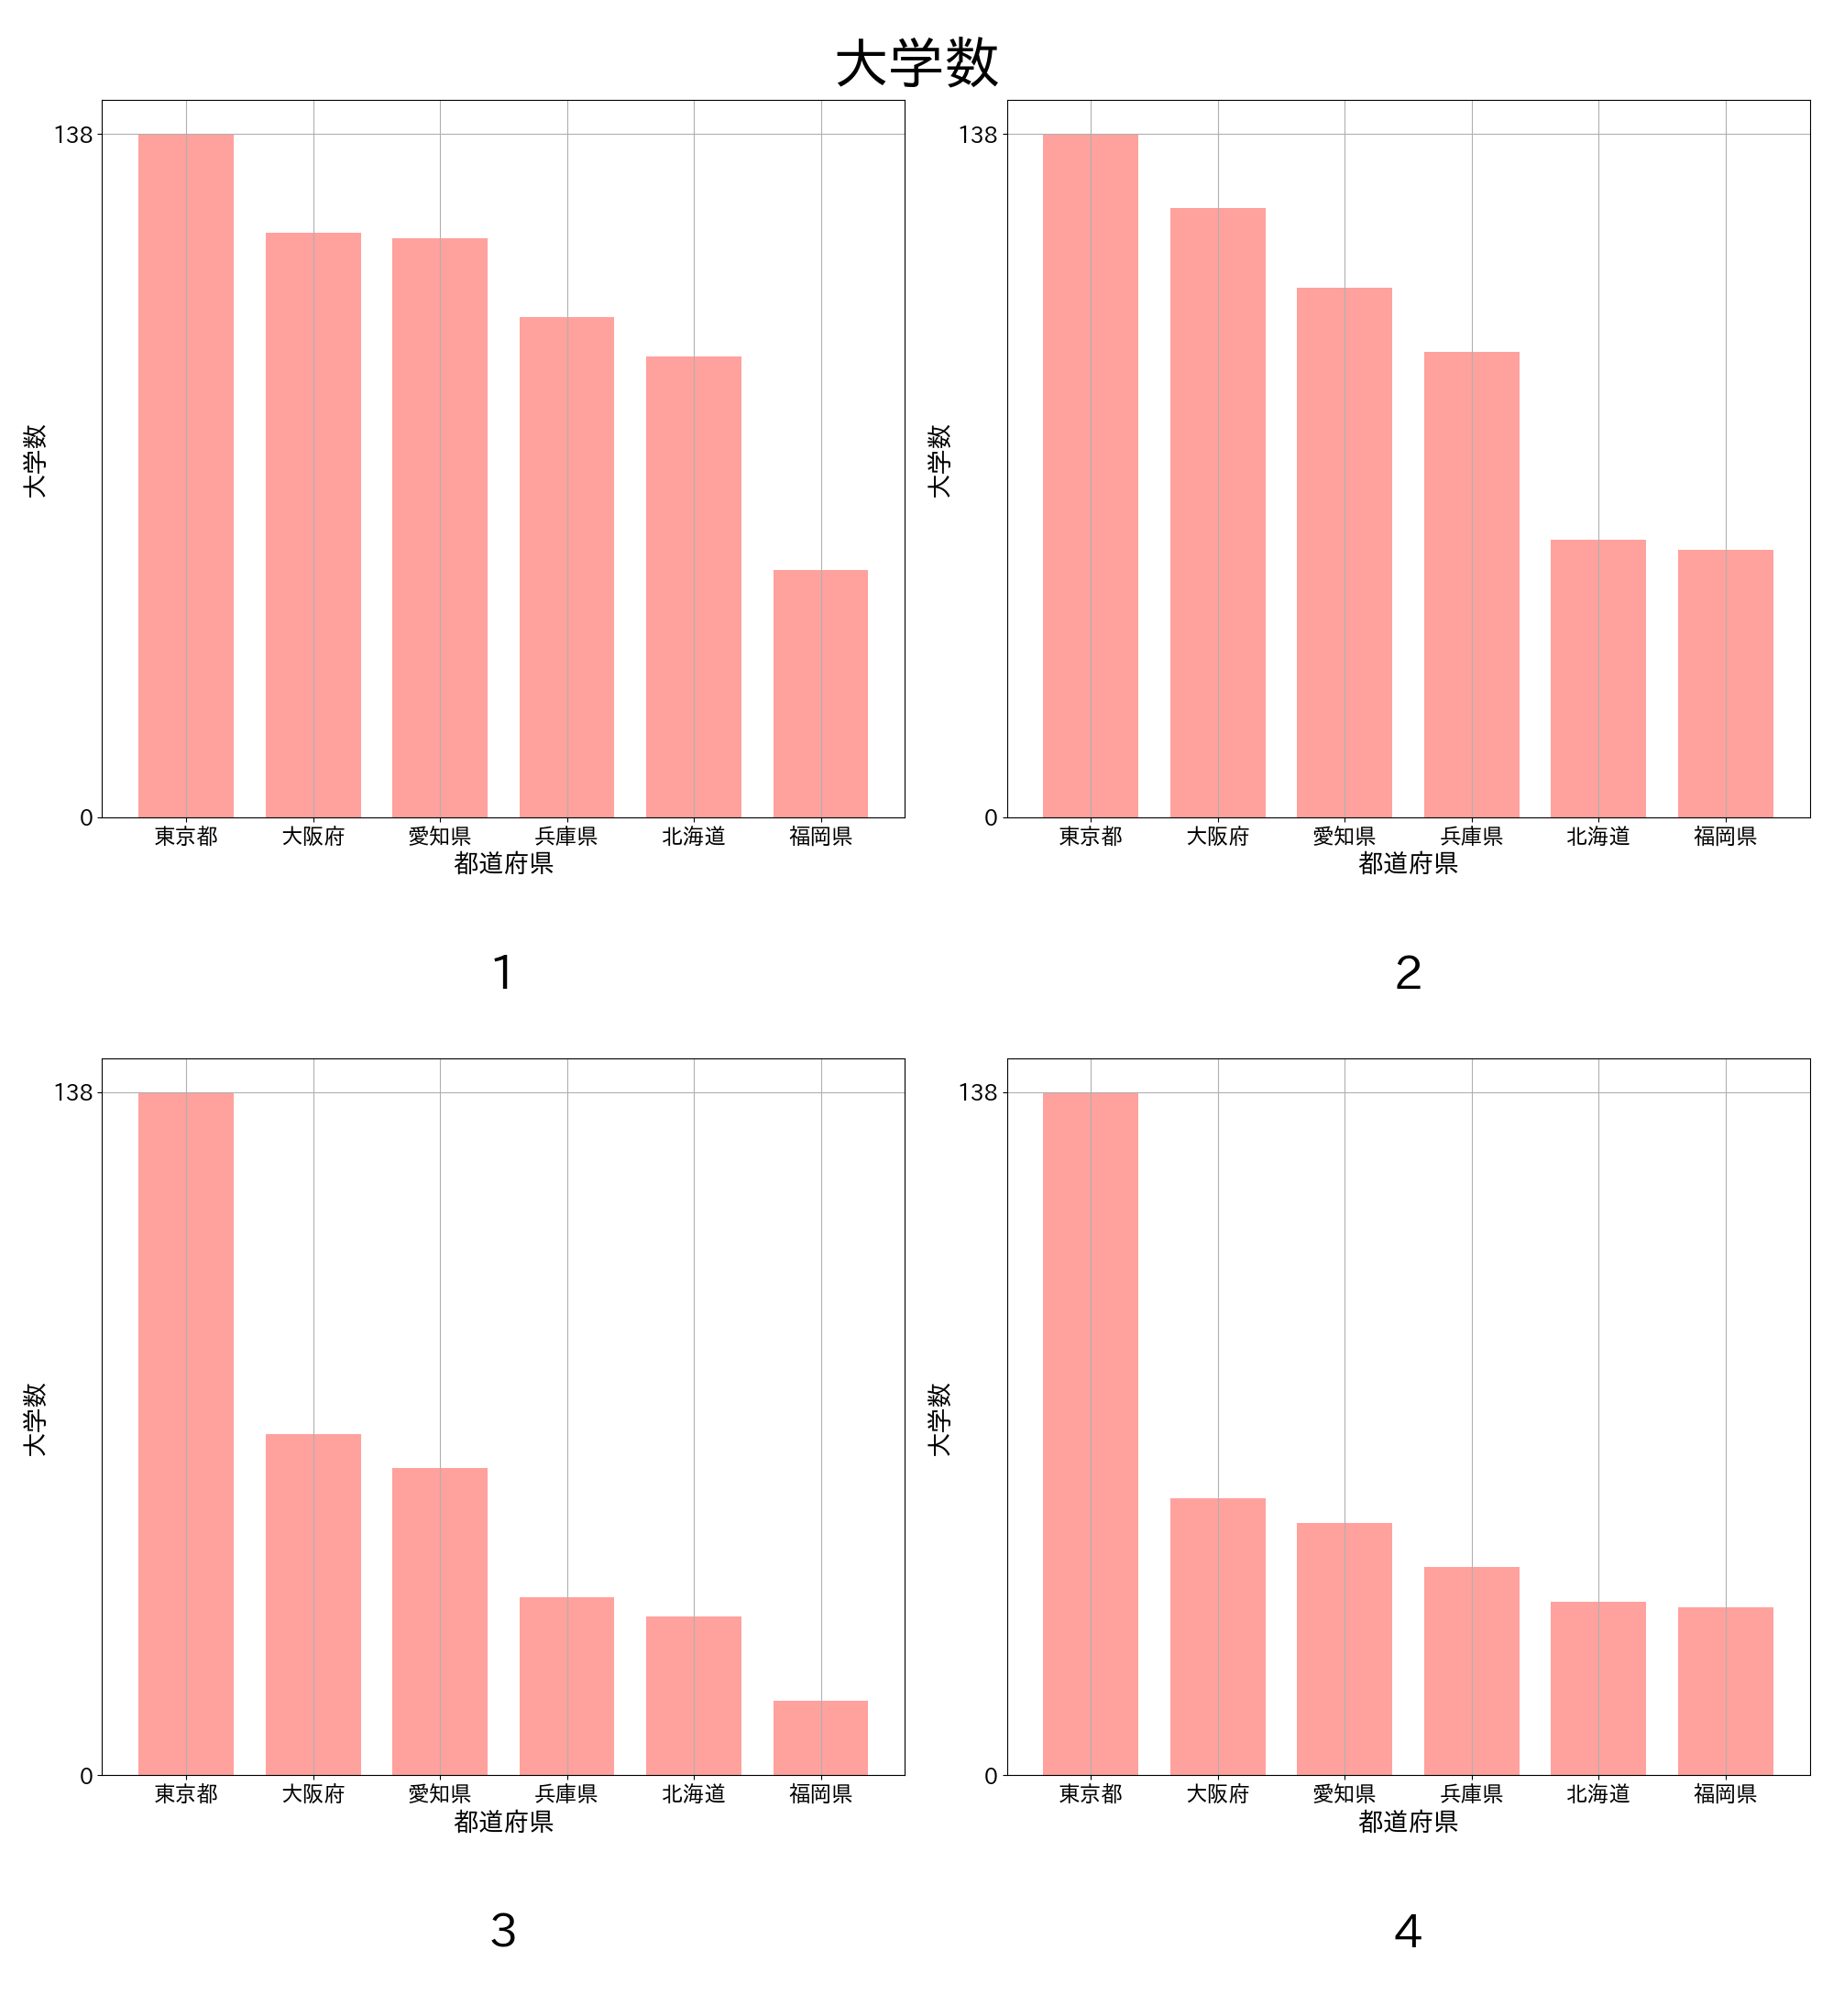 大学数
138
0
大学数
東京都 大阪府 愛知県 兵庫県 北海道 福岡県
都道府県
1
138
0
大学数
東京都 大阪府 愛知県 兵庫県 北海道 福岡県
都道府県
2
138
0
大学数
東京都 大阪府 愛知県 兵庫県 北海道 福岡県
都道府県
3
138
0
大学数
東京都 大阪府 愛知県 兵庫県 北海道 福岡県
都道府県
4